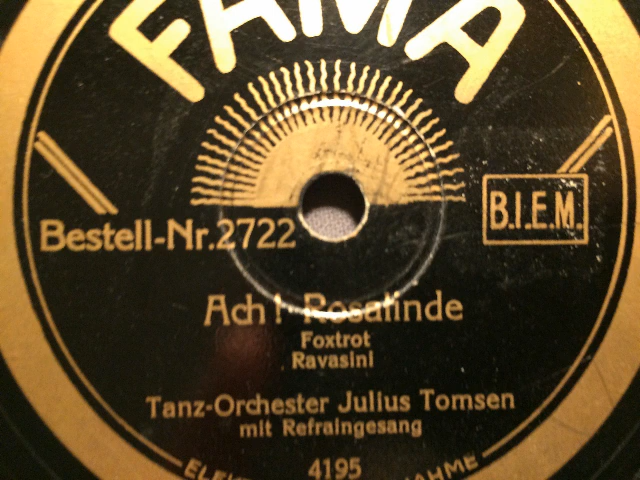 FAMA
Bestell-Nr. 2722
B.I.E.M.
Ach! Rosalinde
Foxtrot
Ravasini
Tanz-Orchester Julius Tomsen
mit Refraingesang
4195